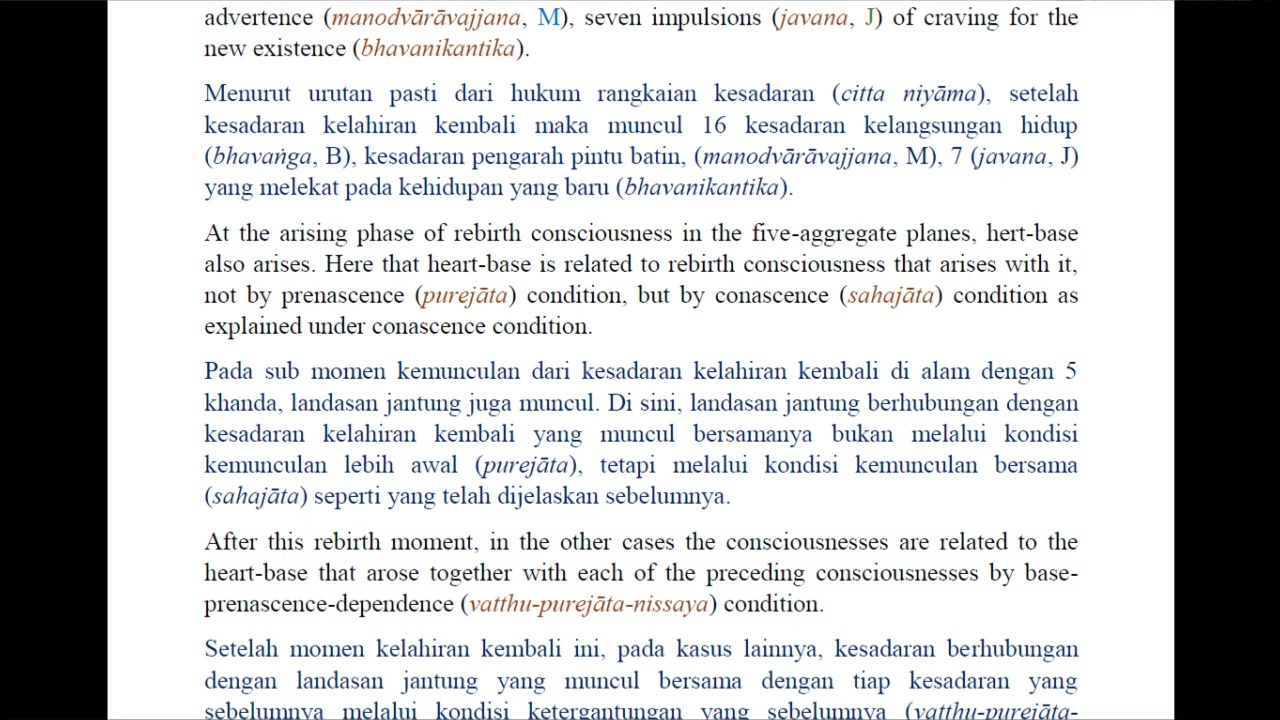 advertence (manodvārāvajjana, M), seven impulsions (javana, J) of craving for the
new existence (bhavanikantika).
Menurut urutan pasti dari hukum rangkaian kesadaran (citta niyāma), setelah
kesadaran kelahiran kembali maka muncul 16 kesadaran kelangsungan hidup
(bhavaṅga, B), kesadaran pengarah pintu batin, (manodvārāvajjana, M), 7 (javana, J)
yang melekat pada kehidupan yang baru (bhavanikantika).
At the arising phase of rebirth consciousness in the five-aggregate planes, hert-base
also arises. Here that heart-base is related to rebirth consciousness that arises with it,
not by prenascence (purejāta) condition, but by conascence (sahajāta) condition as
explained under conascence condition.
Pada sub momen kemunculan dari kesadaran kelahiran kembali di alam dengan 5
khanda, landasan jantung juga muncul. Di sini, landasan jantung berhubungan dengan
kesadaran kelahiran kembali yang muncul bersamanya bukan melalui kondisi
kemunculan lebih awal (purejāta), tetapi melalui kondisi kemunculan bersama
(sahajāta) seperti yang telah dijelaskan sebelumnya.
After this rebirth moment, in the other cases the consciousnesses are related to the
heart-base that arose together with each of the preceding consciousnesses by base-
prenascence-dependence (vatthu-purejāta-nissaya) condition.
Setelah momen kelahiran kembali ini, pada kasus lainnya, kesadaran berhubungan
dengan landasan jantung yang muncul bersama dengan tiap kesadaran yang
sebelumnya melalui kondisi ketergantungan yang sebelumnya (vatthu-purejāta-